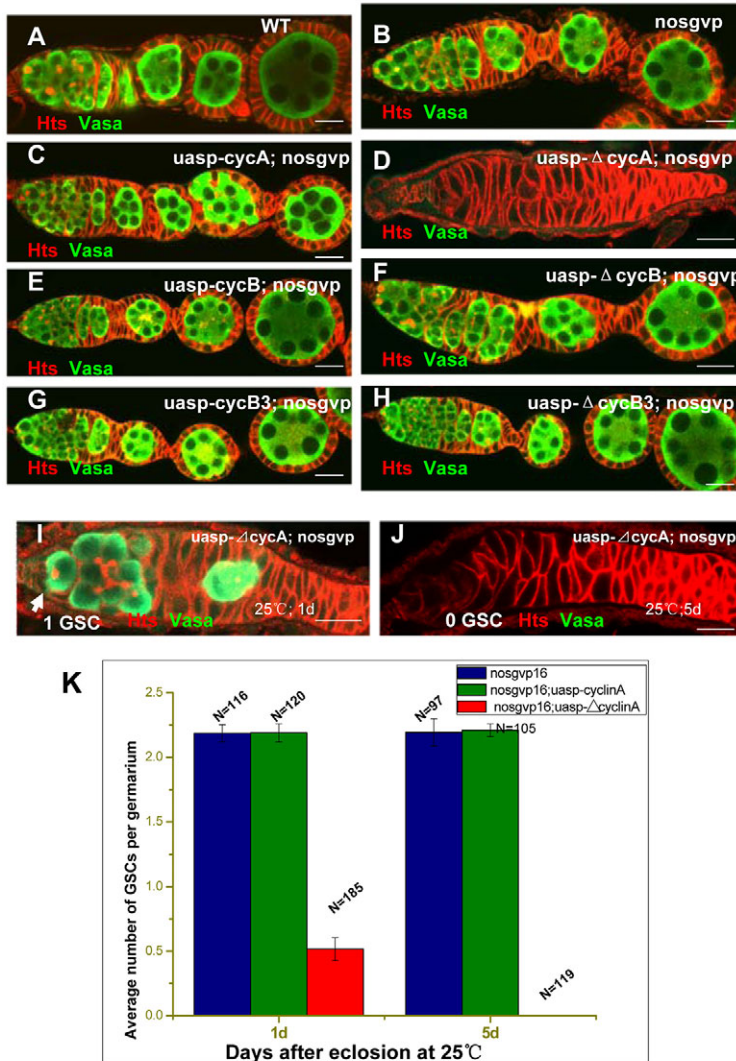 A
WT
Hts Vasa
B
nosgvp
Hts Vasa
C
uasp-cycA; nosgvp
Hts Vasa
D
uasp-Δ cycA; nosgvp
Hts Vasa
E
uasp-cycB; nosgvp
Hts Vasa
F
uasp-Δ cycB; nosgvp
Hts Vasa
G
uasp-cycB3; nosgvp
Hts Vasa
H
uasp-Δ cycB3; nosgvp
Hts Vasa
I
uasp-⊿cycA; nosgvp
1 GSC
Hts Vasa
25℃; 1d
J
uasp-⊿cycA; nosgvp
0 GSC
Hts Vasa
25℃;5d
K
nosgvp16
nosgvp16;uasp-cyclinA
nosgvp16;uasp-△cyclinA
Average number of GSCs per germarium
2.5
2.0
1.5
1.0
0.5
0.0
N=116
N=120
N=185
N=97
N=105
N=119
1d
5d
Days after eclosion at 25℃